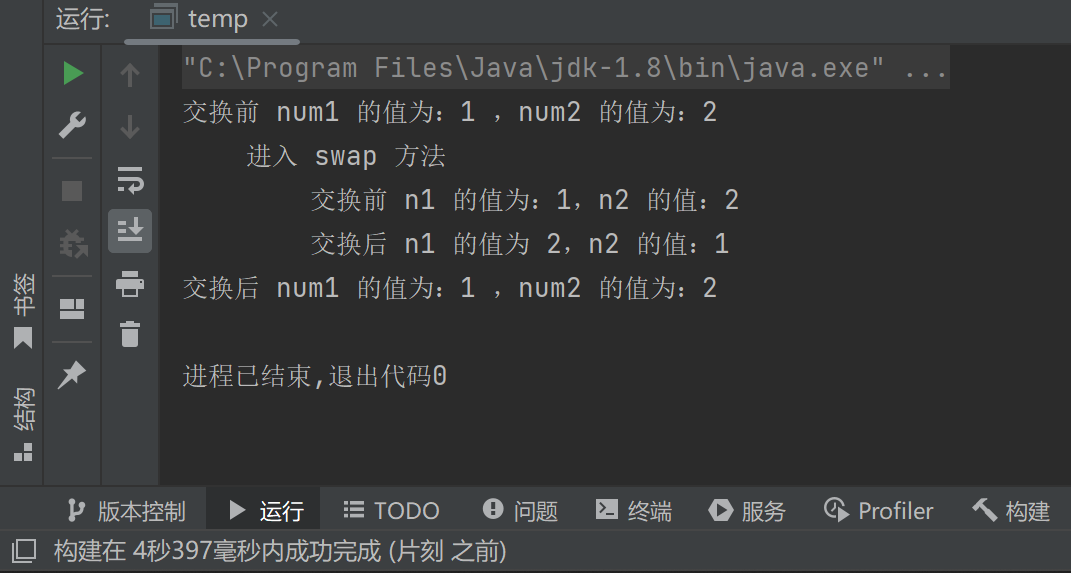 运行: temp
"C:\Program Files\Java\jdk-1.8\bin\java.exe" ...
交换前 num1 的值为：1 ，num2 的值为：2
进入 swap 方法
交换前 n1 的值为：1，n2 的值：2
交换后 n1 的值为 2，n2 的值：1
交换后 num1 的值为：1 ，num2 的值为：2
进程已结束,退出代码0
书签
结构
版本控制 运行 TODO 问题 终端 服务 Profiler 构建
构建在 4秒397毫秒内成功完成 (片刻 之前)